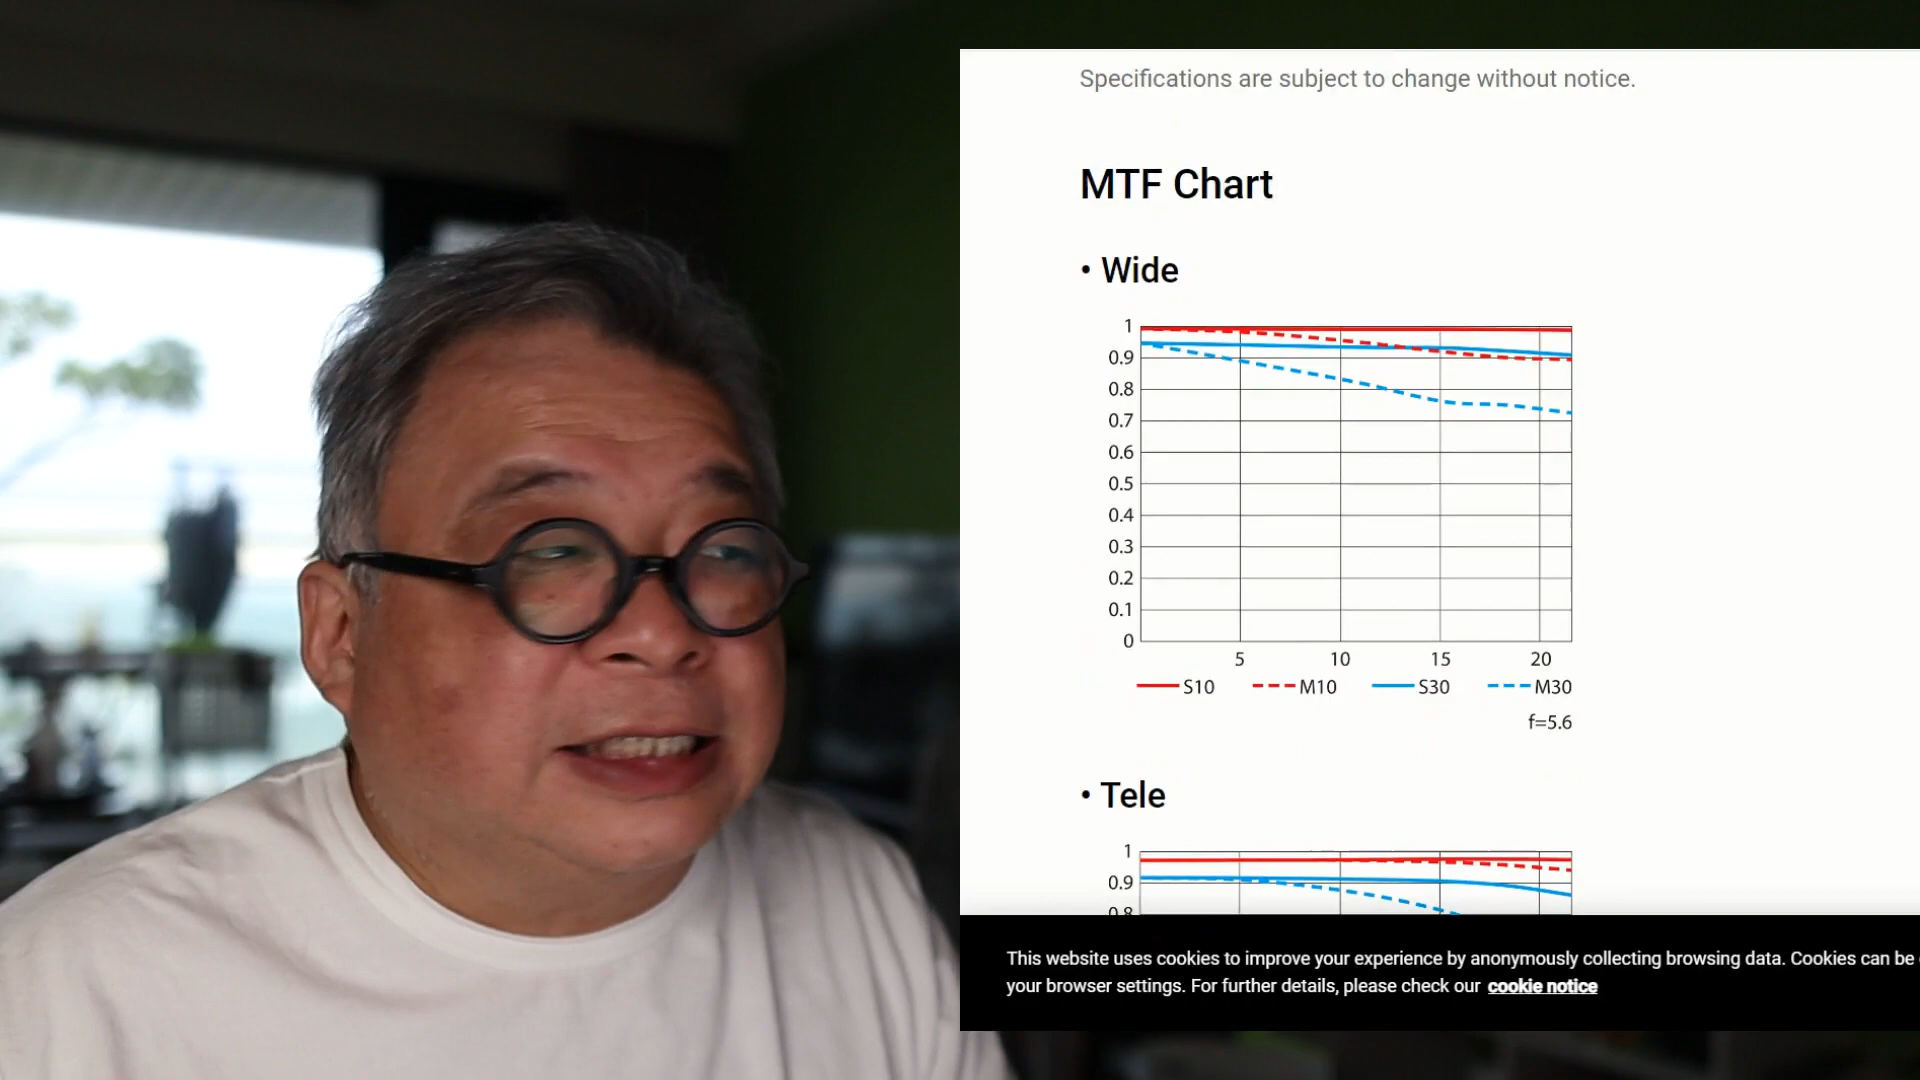 Specifications are subject to change without notice.
MTF Chart
• Wide
1
0.9
0.8
0.7
0.6
0.5
0.4
0.3
0.2
0.1
0
5 10 15 20
S10 M10 S30 M30
f=5.6
• Tele
1
0.9
0.8
This website uses cookies to improve your experience by anonymously collecting browsing data. Cookies can be
your browser settings. For further details, please check our cookie notice